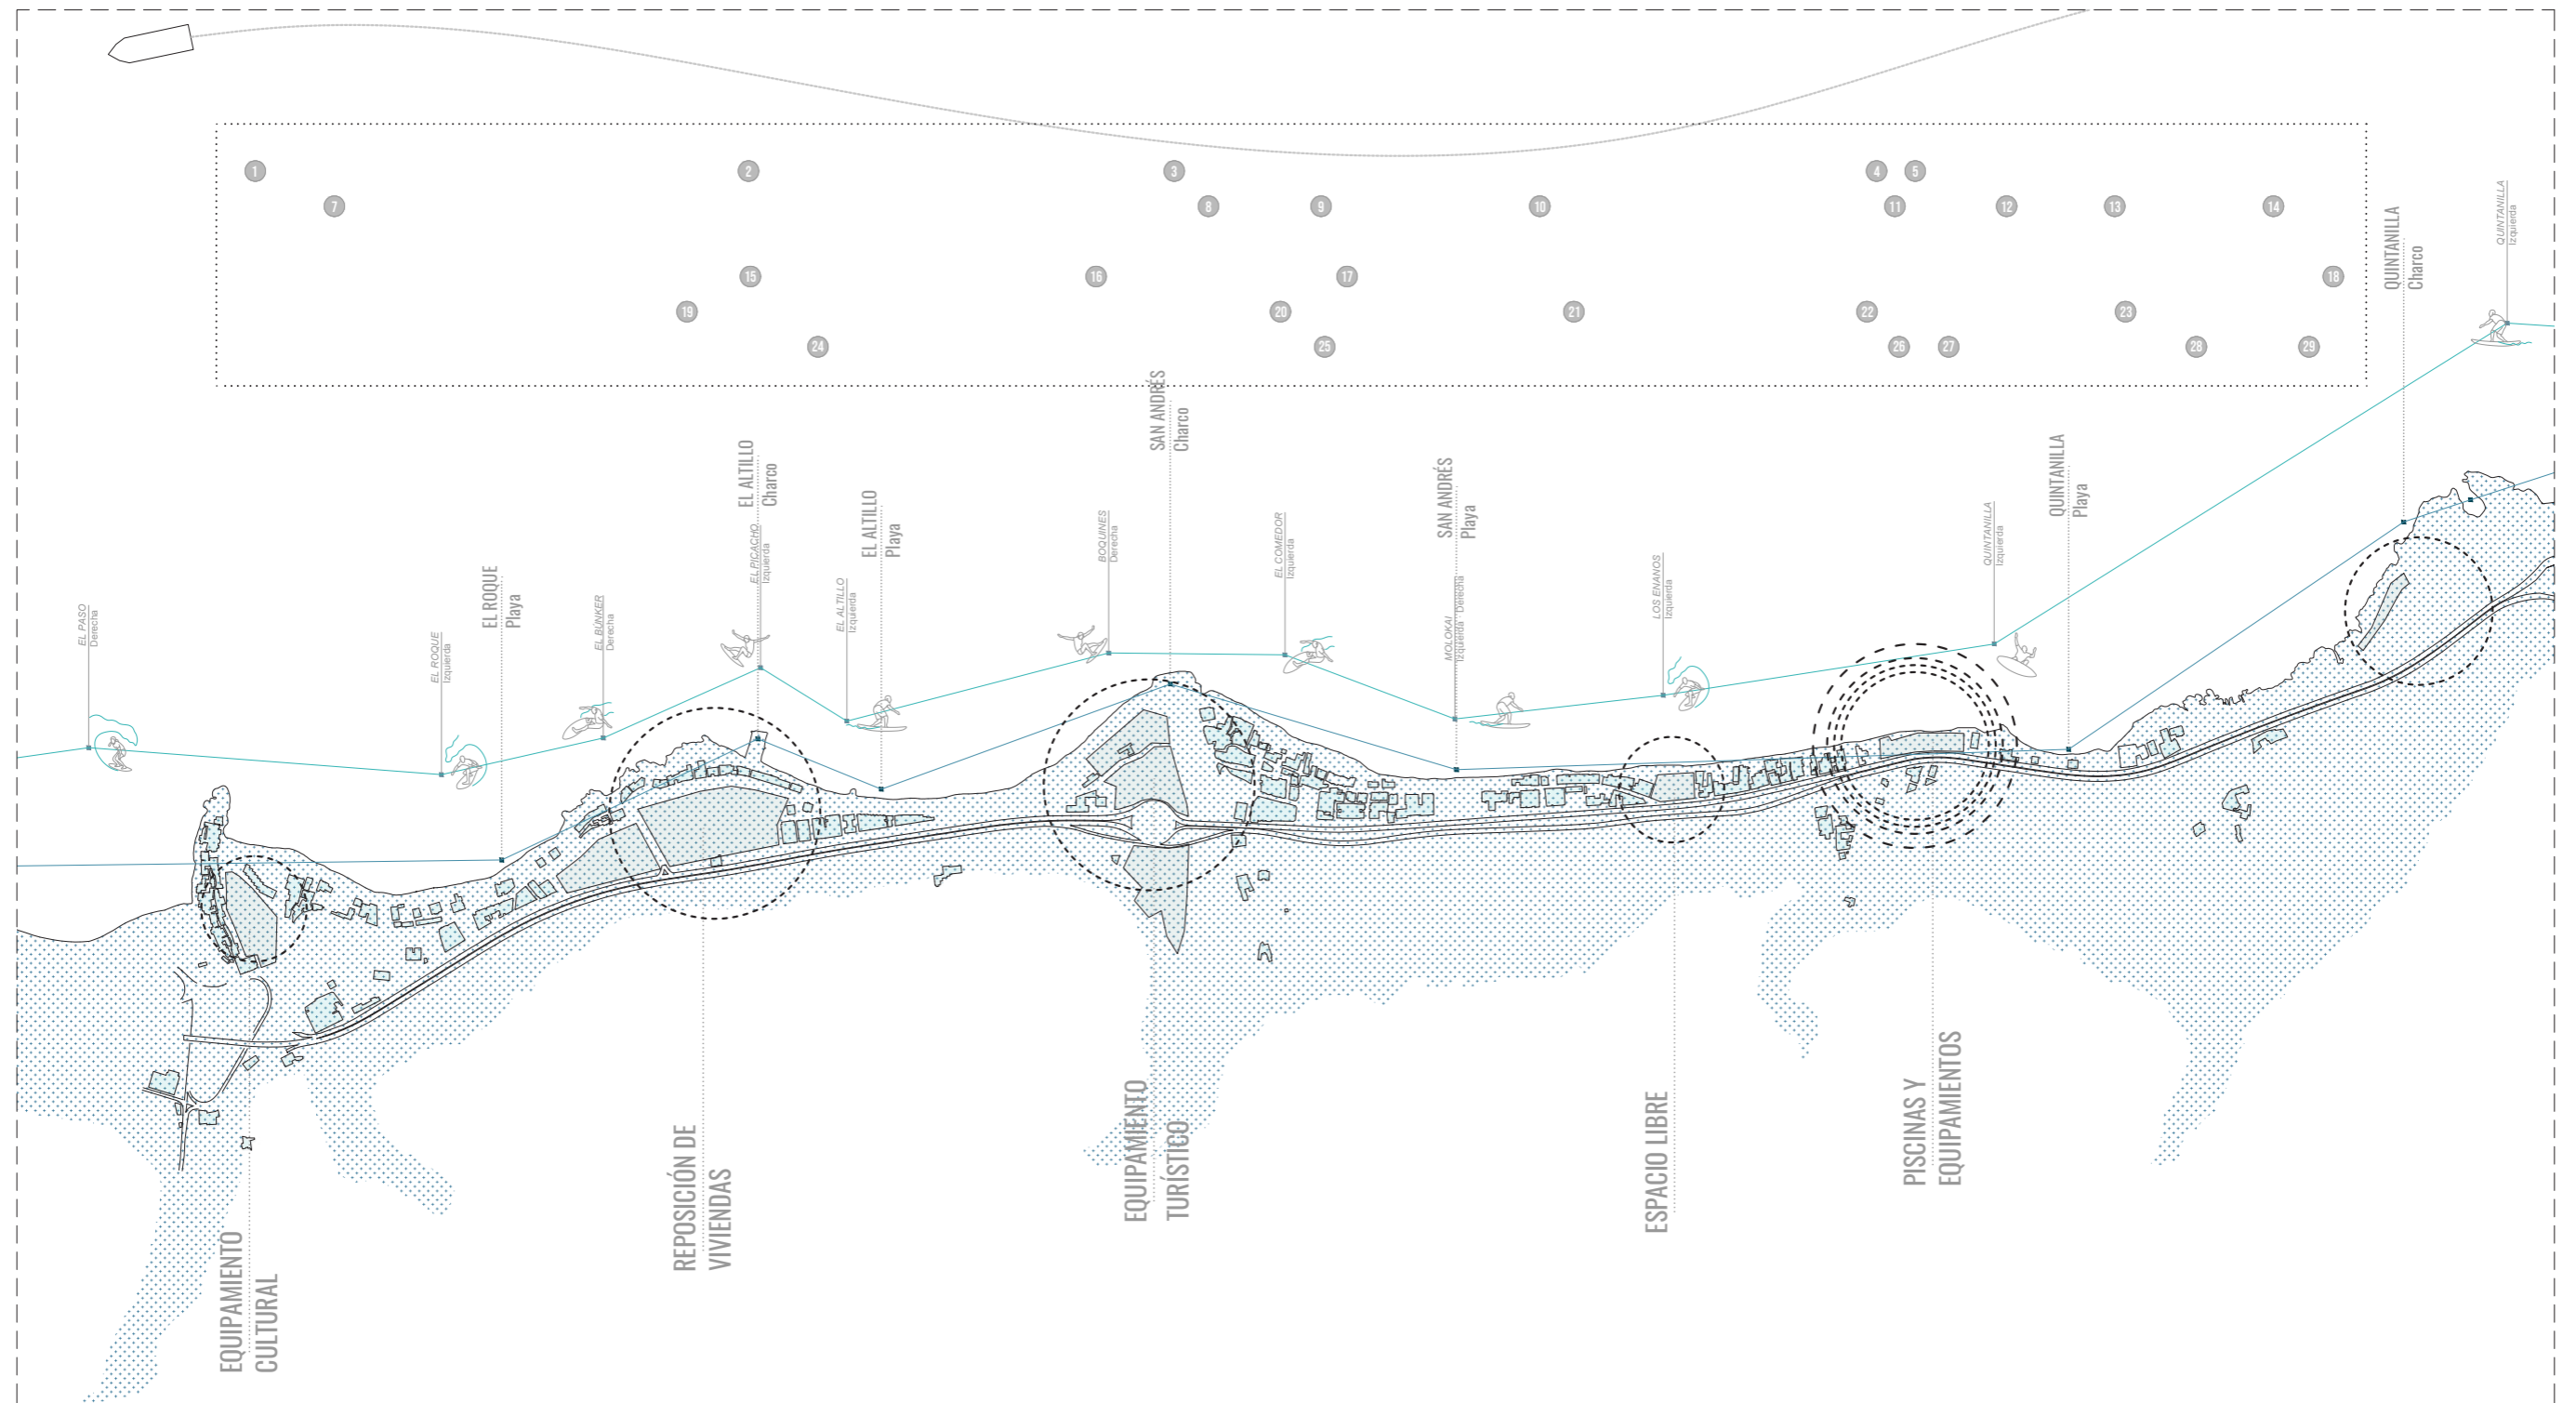 1
2
3
4
5
7
8
9
10
11
12
13
14
15
16
17
18
19
20
21
22
23
24
25
26
27
28
29
EL PASO
Derecha
EL ROQUE
Izquierda
EL ROQUE
Playa
EL BÚNKER
Derecha
EL ALTILLO
Charco
EL PICACHO
Izquierda
EL ALTILLO
Izquierda
EL ALTILLO
Playa
BOQUINES
Derecha
SAN ANDRÉS
Charco
EL COMEDOR
Izquierda
SAN ANDRÉS
Playa
MOLOKAI
Izquierda Derecha
LOS ENANOS
Izquierda
QUINTANILLA
Izquierda
QUINTANILLA
Playa
QUINTANILLA
Charco
QUINTANILLA
Izquierda
EQUIPAMIENTO
CULTURAL
REPOSICIÓN DE
VIVIENDAS
EQUIPAMIENTO
TURÍSTICO
ESPACIO LIBRE
PISCINAS Y
EQUIPAMIENTOS